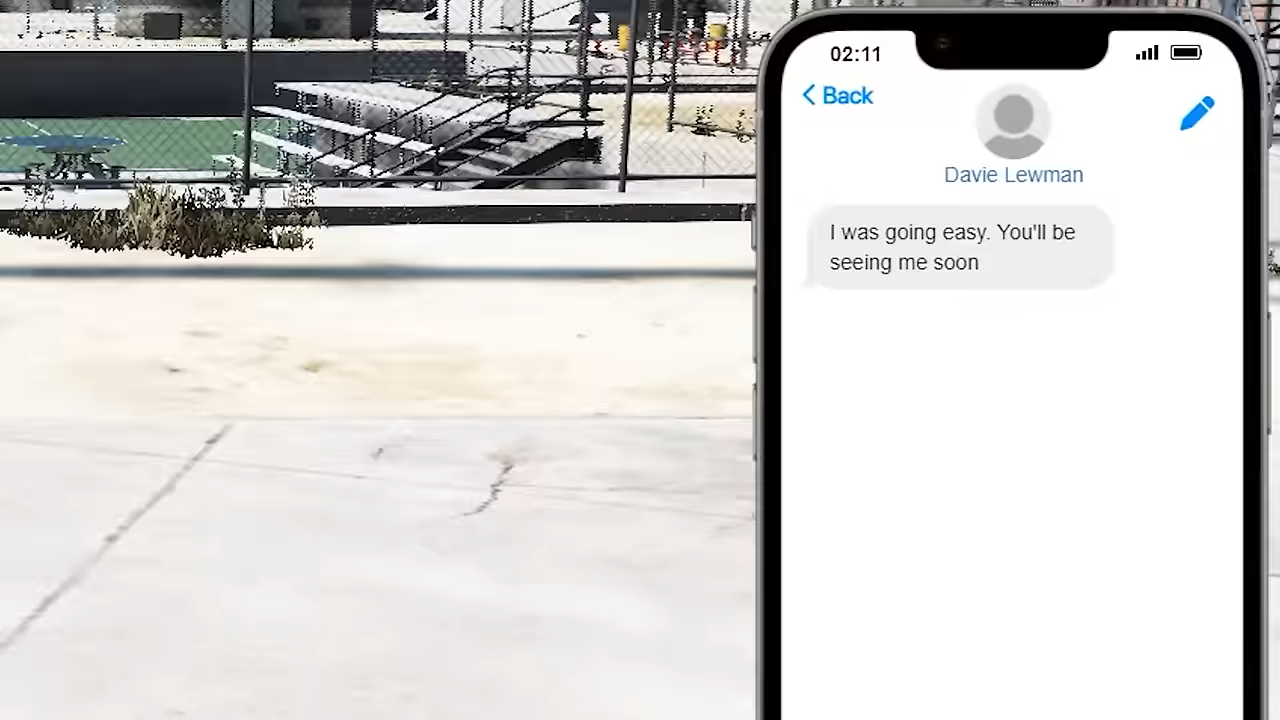 02:11
Back
Davie Lewman
I was going easy. You'll be
seeing me soon